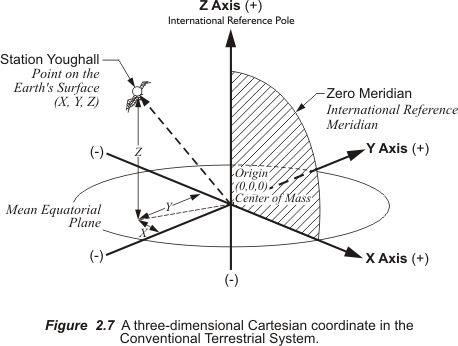 Z Axis (+)
International Reference Pole
Station Youghall
Point on the
Earth's Surface
(X, Y, Z)
Zero Meridian
International Reference
Meridian
(-)
Z
Y Axis (+)
Origin
(0,0,0)
Center of Mass
Mean Equatorial
Plane
Y
X
(-)
X Axis (+)
(-)
Figure 2.7 A three-dimensional Cartesian coordinate in the
Conventional Terrestrial System.